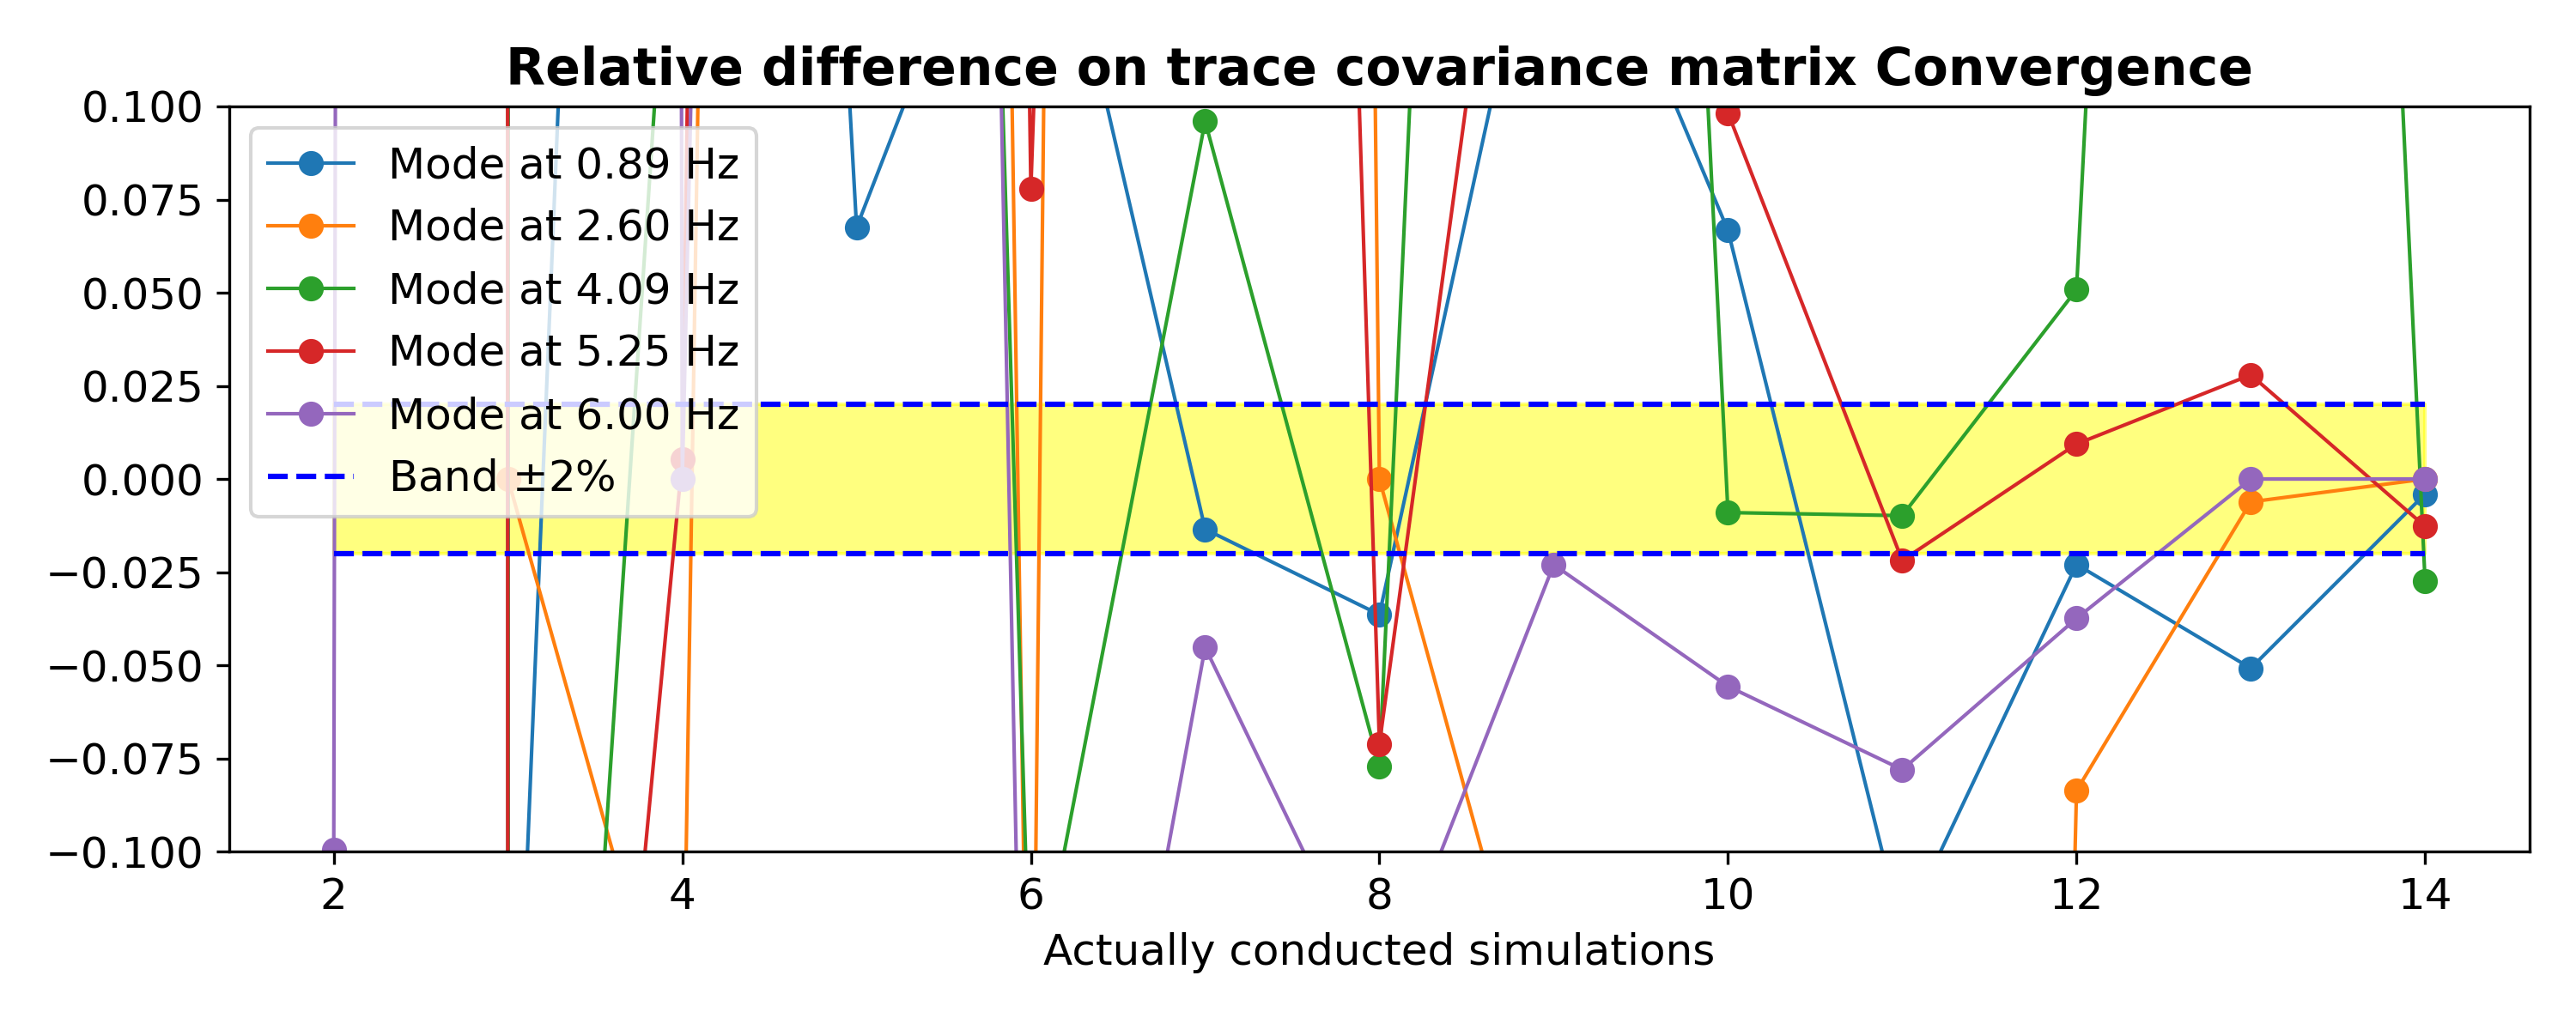 Relative difference on trace covariance matrix Convergence
0.100
0.075
0.050
0.025
0.000
−0.025
−0.050
−0.075
−0.100
Mode at 0.89 Hz
Mode at 2.60 Hz
Mode at 4.09 Hz
Mode at 5.25 Hz
Mode at 6.00 Hz
Band ±2%
2 4 6 8 10 12 14
Actually conducted simulations